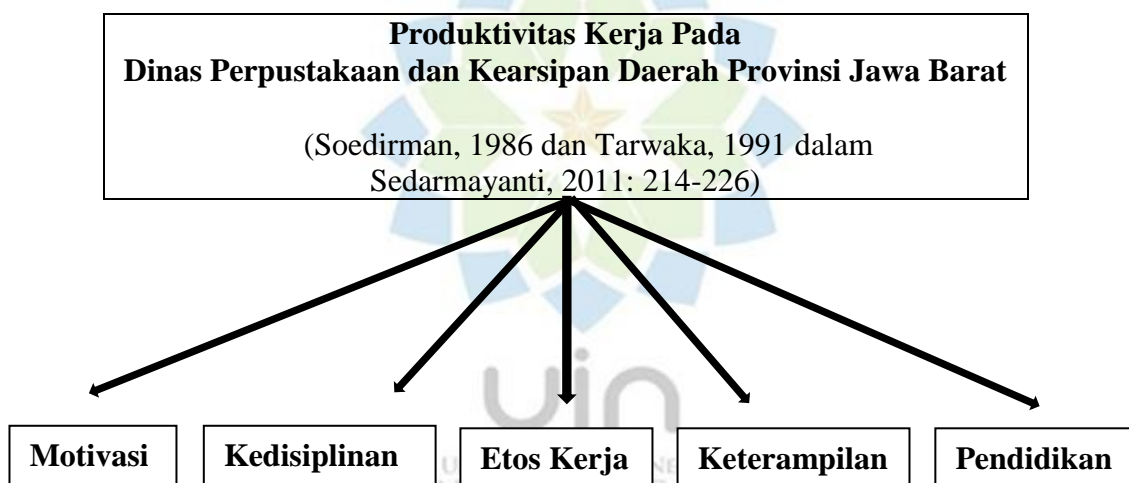 Produktivitas Kerja Pada
Dinas Perpustakaan dan Kearsipan Daerah Provinsi Jawa Barat
(Soedirman, 1986 dan Tarwaka, 1991 dalam
Sedarmayanti, 2011: 214-226)
uin
Motivasi
Kedisiplinan
Etos Kerja
Keterampilan
Pendidikan